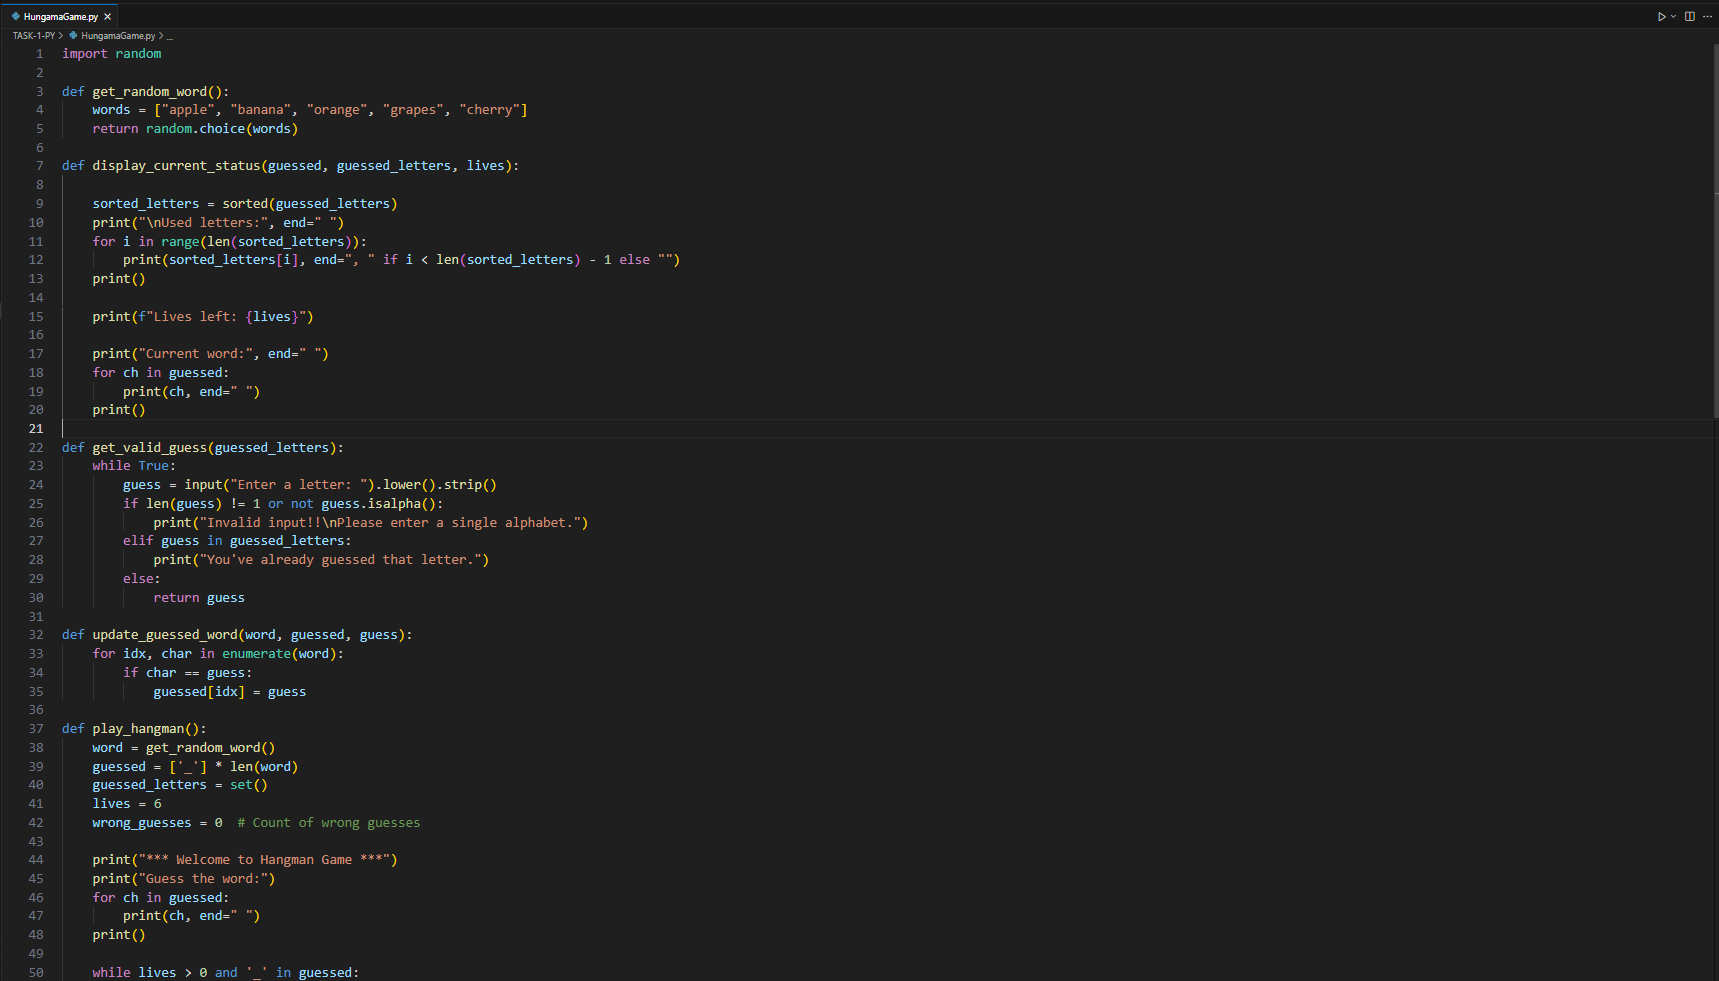 HungamaGame.py
TASK-1-PY > HungamaGame.py > ...
1 import random
2
3 def get_random_word():
4     words = ["apple", "banana", "orange", "grapes", "cherry"]
5     return random.choice(words)
6
7 def display_current_status(guessed, guessed_letters, lives):
8
9     sorted_letters = sorted(guessed_letters)
10     print("\nUsed letters:", end=" ")
11     for i in range(len(sorted_letters)):
12         print(sorted_letters[i], end=", " if i < len(sorted_letters) - 1 else "")
13     print()
14
15     print(f"Lives left: {lives}")
16
17     print("Current word:", end=" ")
18     for ch in guessed:
19         print(ch, end=" ")
20     print()
21
22 def get_valid_guess(guessed_letters):
23     while True:
24         guess = input("Enter a letter: ").lower().strip()
25         if len(guess) != 1 or not guess.isalpha():
26             print("Invalid input!!\nPlease enter a single alphabet.")
27         elif guess in guessed_letters:
28             print("You've already guessed that letter.")
29         else:
30             return guess
31
32 def update_guessed_word(word, guessed, guess):
33     for idx, char in enumerate(word):
34         if char == guess:
35             guessed[idx] = guess
36
37 def play_hangman():
38     word = get_random_word()
39     guessed = ['_'] * len(word)
40     guessed_letters = set()
41     lives = 6
42     wrong_guesses = 0  # Count of wrong guesses
43
44     print("*** Welcome to Hangman Game ***")
45     print("Guess the word:")
46     for ch in guessed:
47         print(ch, end=" ")
48     print()
49
50     while lives > 0 and '_' in guessed: